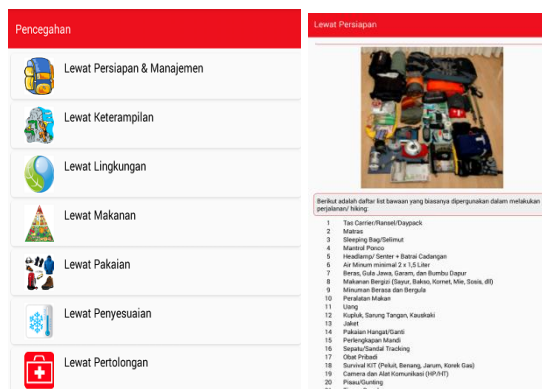 Pencegahan
Lewat Persiapan & Manajemen
Lewat Keterampilan
Lewat Lingkungan
Lewat Makanan
Lewat Pakaian
Lewat Penyesuaian
Lewat Pertolongan
Lewat Persiapan
Berikut adalah daftar list bawaan yang biasanya dipergunakan dalam melakukan
perjalanan/ hiking:
1 Tas Carrier/Ransel/Daypack
2 Matras
3 Sleeping Bag/Selimut
4 Mantrol Ponco
5 Headlamp/ Senter + Batrai Cadangan
6 Air Minum minimal 2 x 1,5 Liter
7 Beras, Gula Jawa, Garam, dan Bumbu Dapur
8 Makanan Bergizi (Sayur, Bakso, Kornet, Mie, Sosis, dll)
9 Minuman Berasa dan Bergula
10 Peralatan Makan
11 Uang
12 Kupluk, Sarung Tangan, Kauskaki
13 Jaket
14 Pakaian Hangat/Ganti
15 Perlengkapan Mandi
16 Sepatu/Sandal Tracking
17 Obat Pribadi
18 Survival KIT (Peluit, Benang, Jarum, Korek Gas)
19 Camera dan Alat Komunikasi (HP/HT)
20 Pisau/Gunting